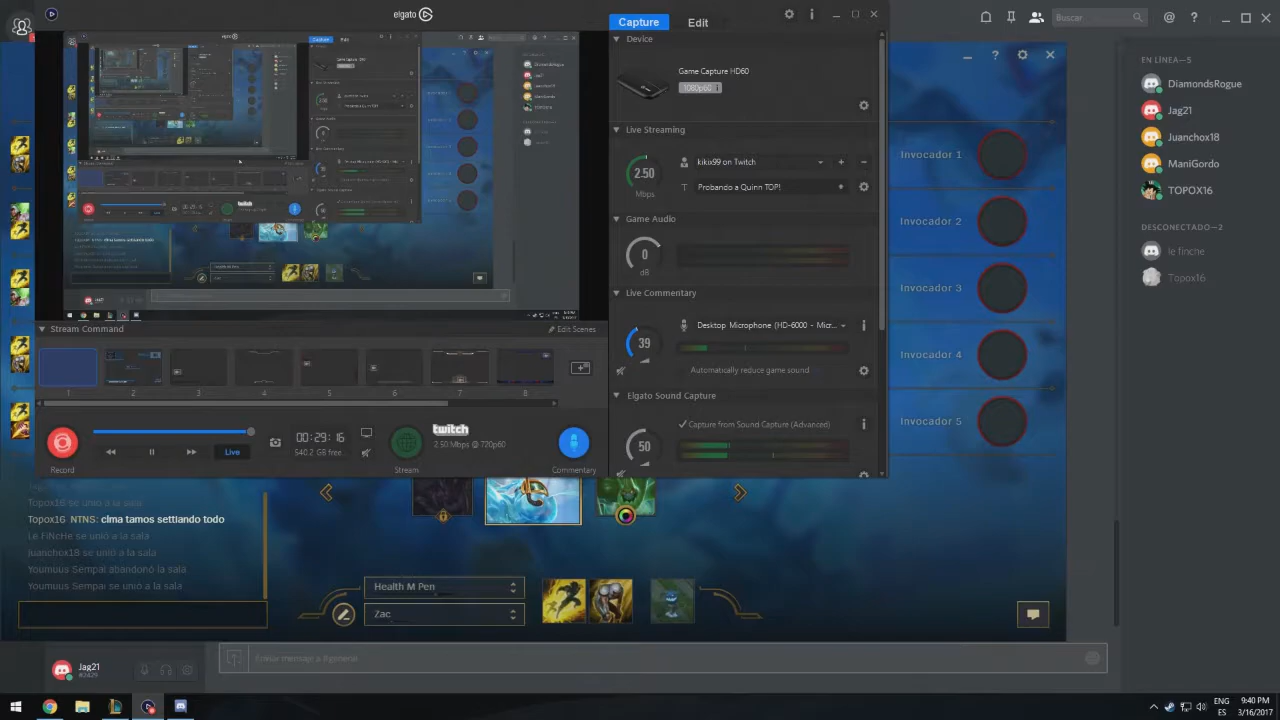 elgato
Capture
Edit
Buscar
Device
Game Capture HD60
1080p60
Live Streaming
2.50
Mbps
kikix99 on Twitch
T
Probando a Quinn TOP!
Game Audio
0
dB
Live Commentary
39
Desktop Microphone (HD-6000 - Micr...
Automatically reduce game sound
Elgato Sound Capture
50
Capture from Sound Capture (Advanced)
Stream Command
Edit Scenes
1
2
3
4
5
6
7
8
Record
Live
00:29:16
540.2 GB free...
Stream
twitch
2.50 Mbps @ 720p60
Commentary
Invocador 1
Invocador 2
Invocador 3
Invocador 4
Invocador 5
EN LÍNEA—5
DiamondsRogue
Jag21
Juanchox18
ManiGordo
TOPOX16
DESCONECTADO—2
le finche
Topox16
Topox16 se unió a la sala
Topox16 NTNS: clma tamos settiando todo
Le FiNcHe se unió a la sala
Juanchox18 se unió a la sala
Youmuus Sempai abandonó la sala
Youmuus Sempai se unió a la sala
Health M Pen
Zac
Jag21
#2429
ENG
ES
9:40 PM
3/16/2017